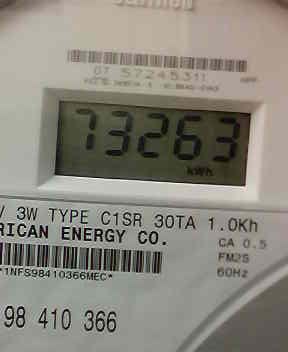 07 57245311
73263
kWh
V 3W TYPE C1SR 30TA 1.0Kh
RICAN ENERGY CO.
CA 0.5
FM2S
60Hz
*1NFS98410366MEC*
98 410 366